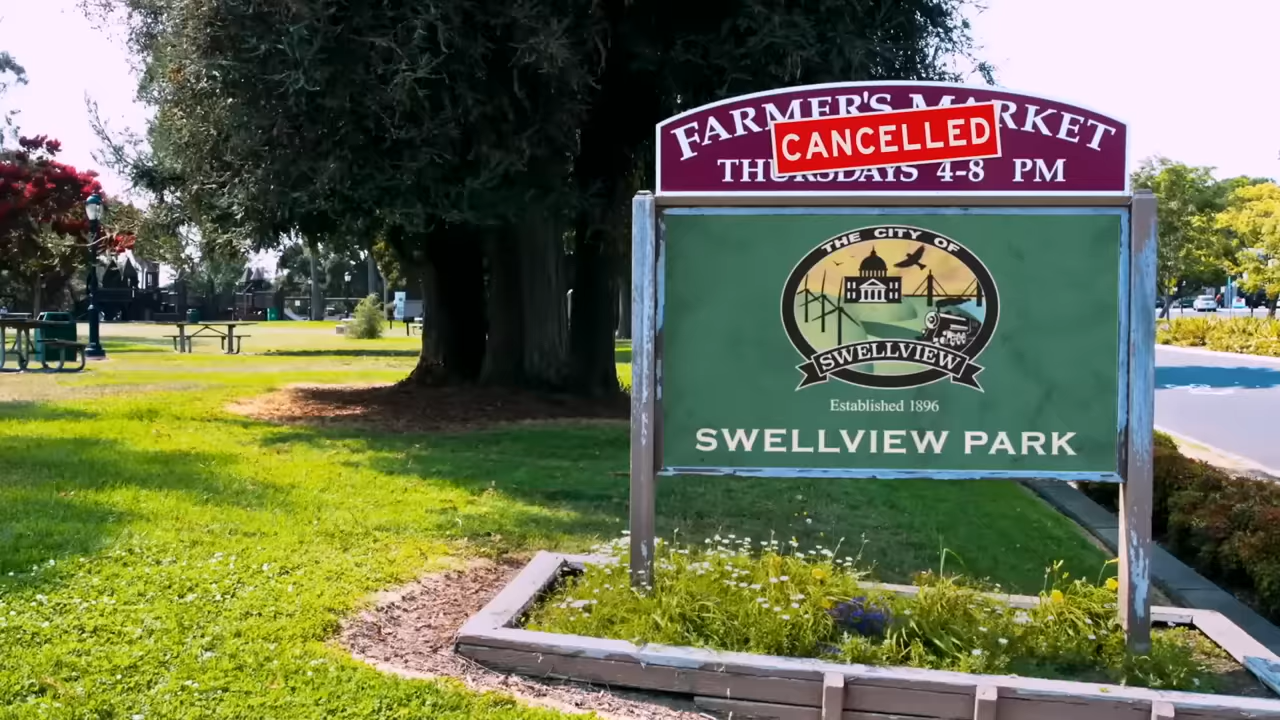 FARMER'S MARKET
CANCELLED
THURSDAYS 4-8 PM
THE CITY OF
SWELLVIEW
Established 1896
SWELLVIEW PARK